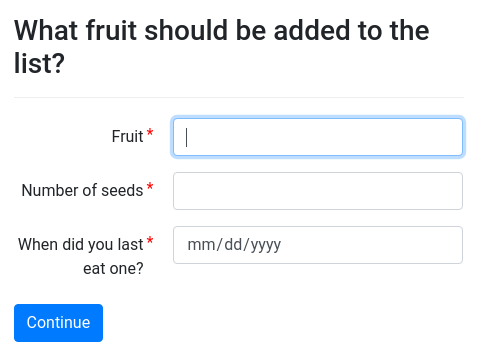 What fruit should be added to the
list?
Fruit *
Number of seeds *
When did you last *
eat one?
mm/dd/yyyy
Continue